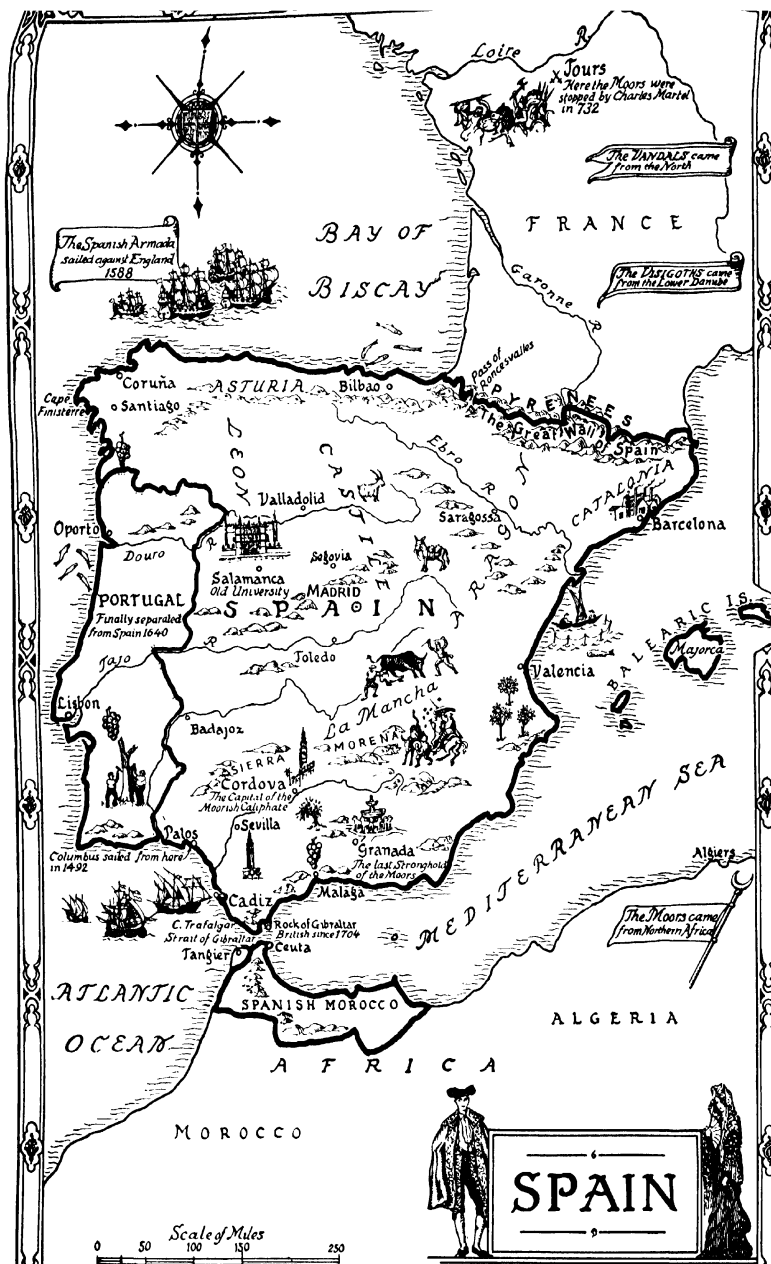 Loire R.
Tours
Here the Moors were
stopped by Charles Martel
in 732
The VANDALS came
from the North
BAY OF
BISCAY
FRANCE
The Spanish Armada
sailed against England
1588
The VISIGOTHS came
from the Lower Danube
Garonne R.
Pass of
Roncesvalles
Coruña
ASTURIA
Bilbao
PYRENEES
Cape
Finisterre
Santiago
The Great Wall
of Spain
LEON
CASTILE
Ebro R.
ARAGON
CATALONIA
Valladolid
Saragossa
Barcelona
Oporto
Douro R.
Segovia
Salamanca
Old University
MADRID
PORTUGAL
SPAIN
Finally separated
from Spain 1640
BALEARIC IS.
Majorca
Tajo R.
Toledo
Valencia
Lisbon
Badajoz
La Mancha
SIERRA MORENA
Cordova
The Capital of the
Moorish Caliphate
MEDITERRANEAN SEA
Sevilla
Palos
Columbus sailed from here
in 1492
Granada
The last Stronghold
of the Moors
Algiers
Malaga
Cadiz
C. Trafalgar
Rock of Gibraltar
British since 1704
Strait of Gibraltar
Ceuta
Tangier
The Moors came
from Northern Africa
ATLANTIC
OCEAN
SPANISH MOROCCO
ALGERIA
AFRICA
MOROCCO
SPAIN
Scale of Miles
0 50 100 150 250